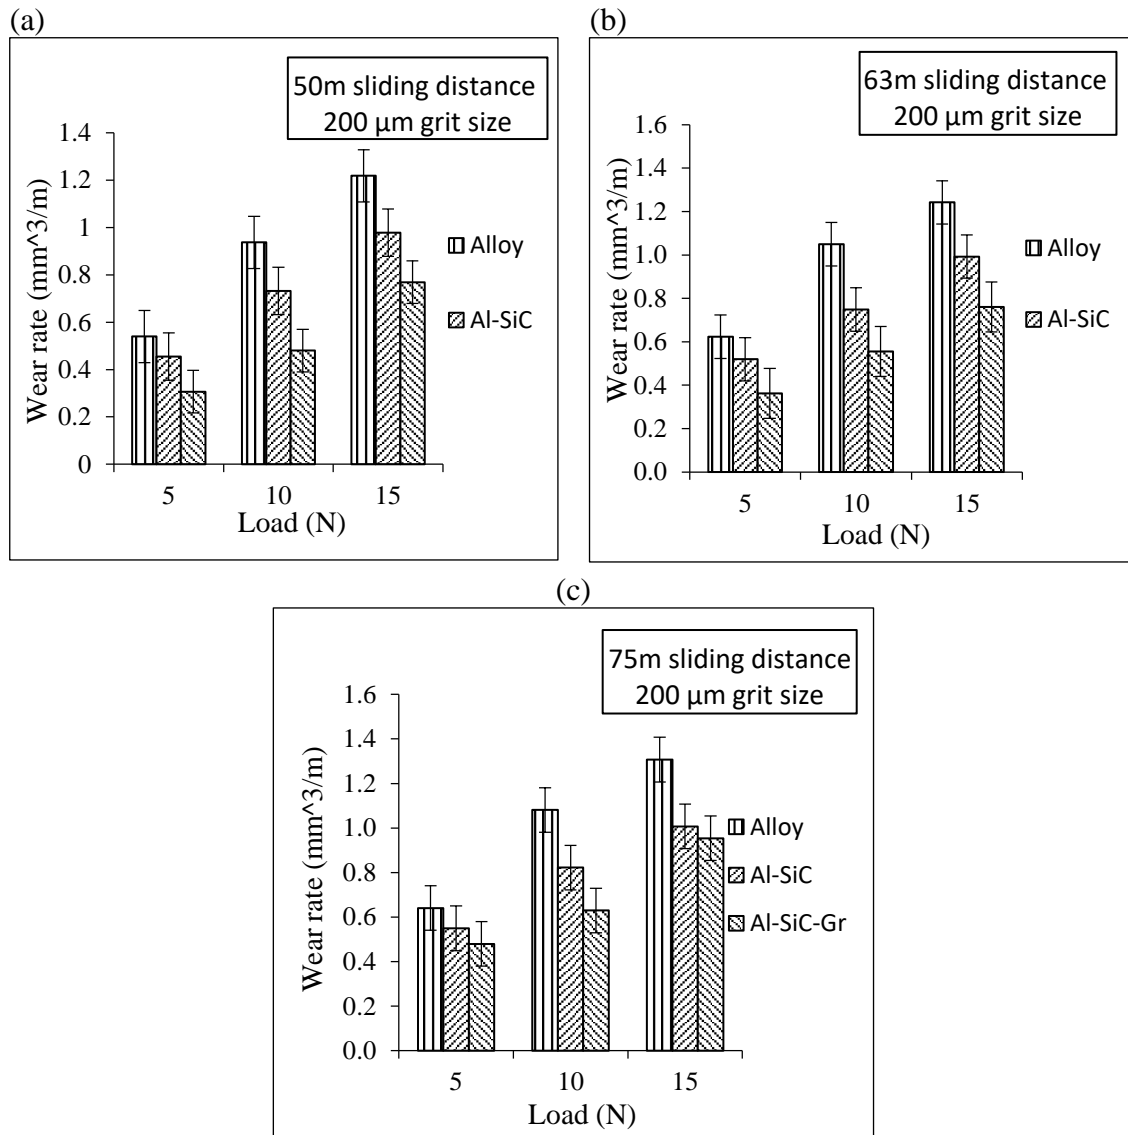 (a)
50m sliding distance
200 µm grit size
Wear rate (mm^3/m)
1.4
1.2
1
0.8
0.6
0.4
0.2
0
5 10 15
Load (N)
Alloy
Al-SiC
(b)
63m sliding distance
200 µm grit size
Wear rate (mm^3/m)
1.6
1.4
1.2
1.0
0.8
0.6
0.4
0.2
0.0
5 10 15
Load (N)
Alloy
Al-SiC
(c)
75m sliding distance
200 µm grit size
Wear rate (mm^3/m)
1.6
1.4
1.2
1.0
0.8
0.6
0.4
0.2
0.0
5 10 15
Load (N)
Alloy
Al-SiC
Al-SiC-Gr